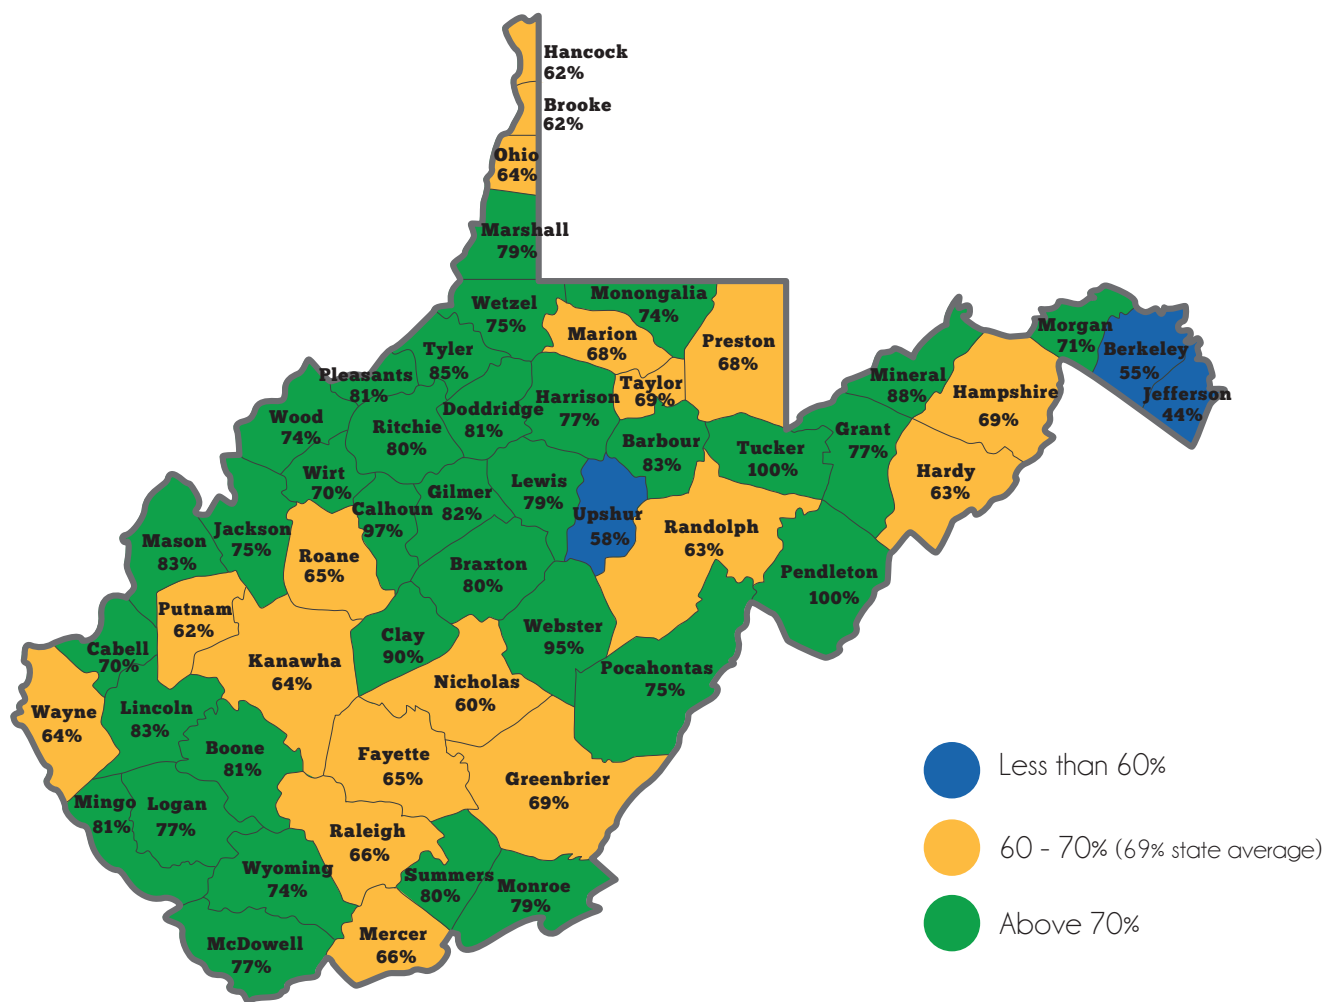 Hancock
62%
Brooke
62%
Ohio
64%
Marshall
79%
Wetzel
75%
Monongalia
74%
Marion
68%
Preston
68%
Tyler
85%
Pleasants
81%
Taylor
69%
Harrison
77%
Doddridge
81%
Wood
74%
Ritchie
80%
Morgan
71%
Berkeley
55%
Jefferson
44%
Mineral
88%
Hampshire
69%
Grant
77%
Hardy
63%
Barbour
83%
Tucker
100%
Wirt
70%
Calhoun
97%
Gilmer
82%
Lewis
79%
Upshur
58%
Randolph
63%
Jackson
75%
Mason
83%
Roane
65%
Braxton
80%
Pendleton
100%
Putnam
62%
Clay
90%
Webster
95%
Cabell
70%
Kanawha
64%
Nicholas
60%
Pocahontas
75%
Wayne
64%
Lincoln
83%
Boone
81%
Fayette
65%
Greenbrier
69%
Mingo
81%
Logan
77%
Raleigh
66%
Wyoming
74%
Summers
80%
Monroe
79%
McDowell
77%
Mercer
66%
Less than 60%
60 - 70% (69% state average)
Above 70%